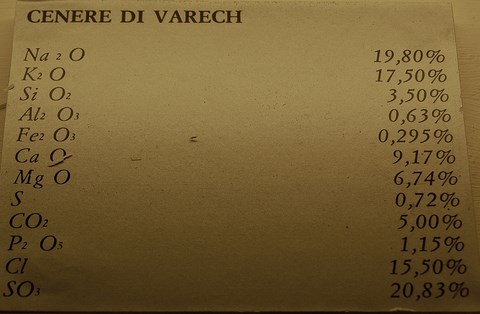 CENERE DI VARECH
Na₂O 19,80%
K₂O 17,50%
SiO₂ 3,50%
Al₂O₃ 0,63%
Fe₂O₃ 0,295%
CaO 9,17%
MgO 6,74%
S 0,72%
CO₂ 5,00%
P₂O₅ 1,15%
Cl 15,50%
SO₃ 20,83%